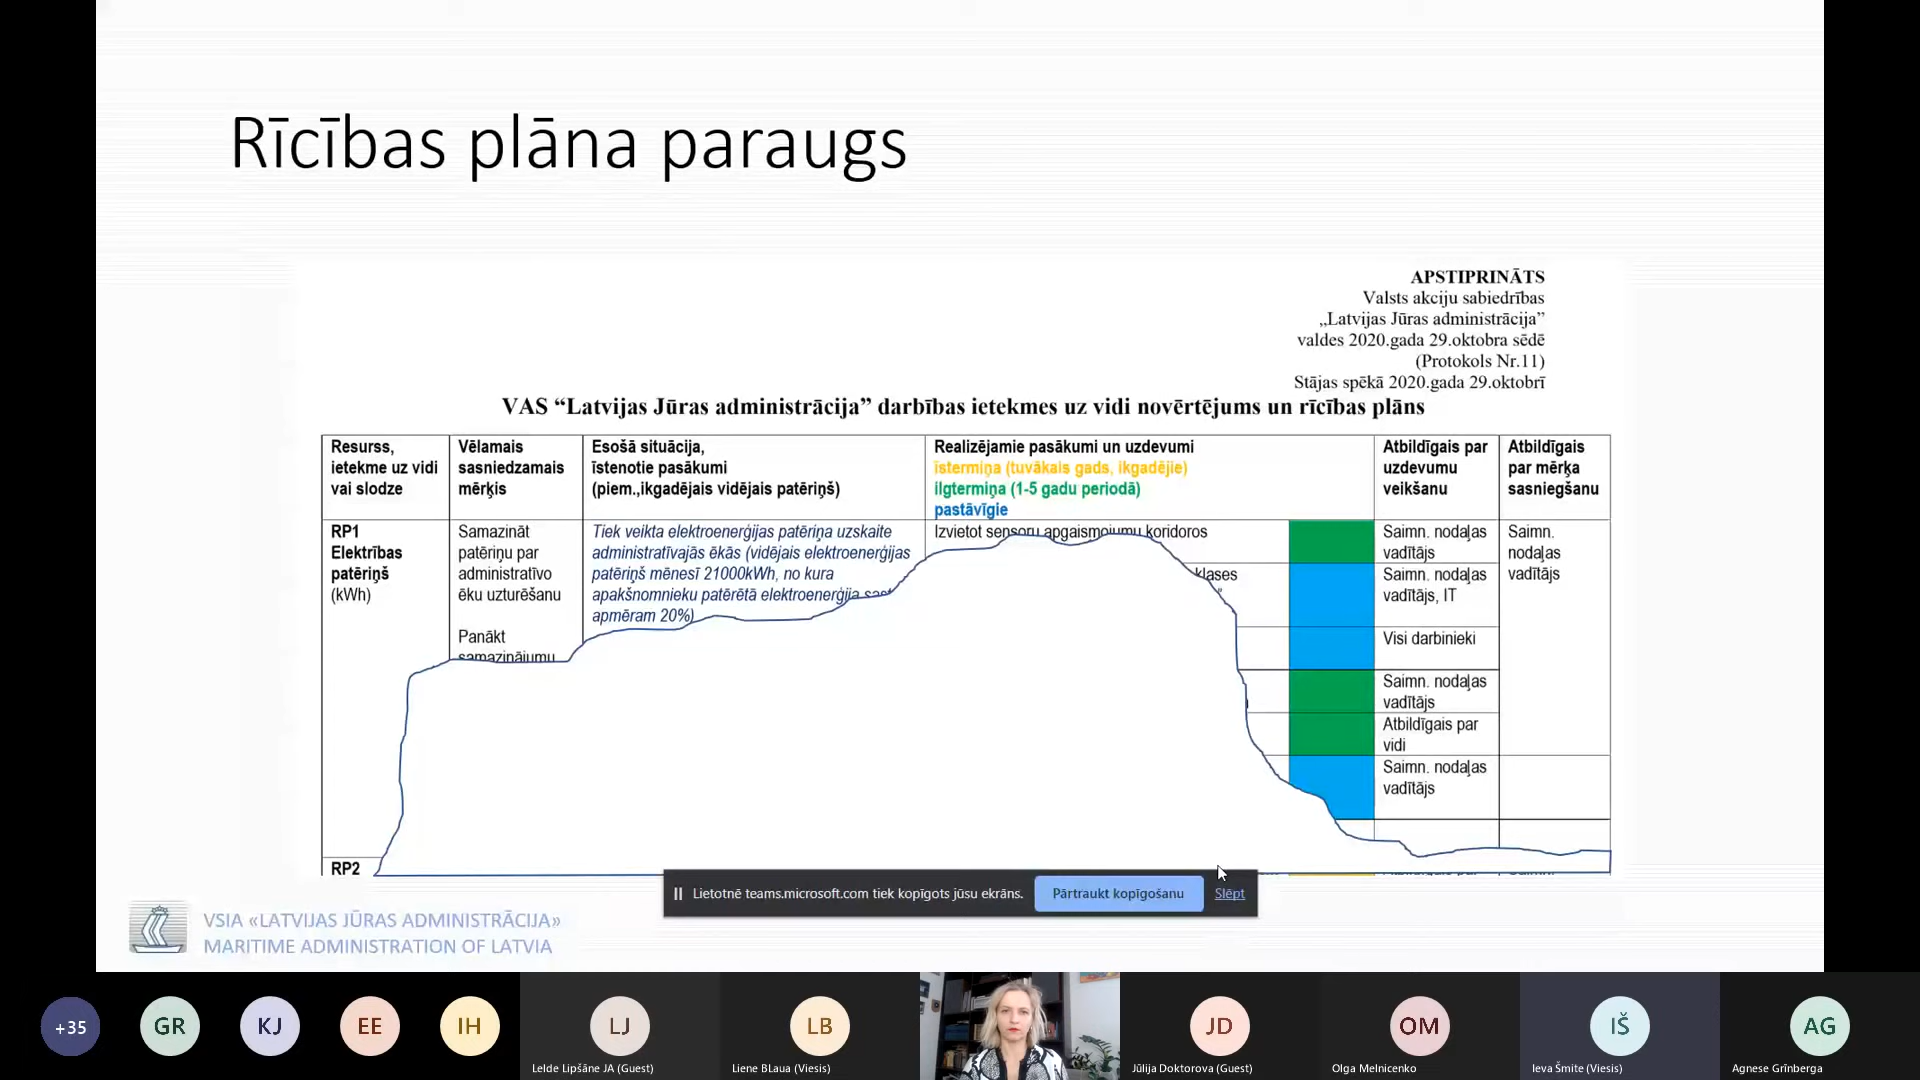 Rīcības plāna paraugs
APSTIPRINĀTS
Valsts akciju sabiedrības
„Latvijas Jūras administrācija”
valdes 2020.gada 29.oktobra sēdē
(Protokols Nr.11)
Stājas spēkā 2020.gada 29.oktobrī
VAS “Latvijas Jūras administrācija” darbības ietekmes uz vidi novērtējums un rīcības plāns
Resurss,
ietekme uz vidi
vai slodze
Vēlamais
sasniedzamais
mērķis
Esošā situācija,
īstenotie pasākumi
(piem.,ikgadējais vidējais patēriņš)
Realizējamie pasākumi un uzdevumi
īstermiņa (tuvākais gads, ikgadējie)
ilgtermiņa (1-5 gadu periodā)
pastāvīgie
Atbildīgais par
uzdevumu
veikšanu
Atbildīgais
par mērķa
sasniegšanu
RP1
Elektrības
patēriņš
(kWh)
Samazināt
patēriņu par
administratīvo
ēku uzturēšanu
Panākt
samazinājumu
Tiek veikta elektroenerģijas patēriņa uzskaite
administratīvajās ēkās (vidējais elektroenerģijas
patēriņš mēnesī 21000kWh, no kura
apakšnomnieku patērētā elektroenerģija
apmēram 20%)
Izvietot sensoru apgaismojumu koridoros
klases
Saimn. nodaļas
vadītājs
Saimn. nodaļas
vadītājs, IT
Visi darbinieki
Saimn. nodaļas
vadītājs
Atbildīgais par
vidi
Saimn. nodaļas
vadītājs
Saimn.
nodaļas
vadītājs
RP2
Lietotnē teams.microsoft.com tiek kopīgots jūsu ekrāns.
Pārtraukt kopīgošanu
Slēpt
VSIA «LATVIJAS JŪRAS ADMINISTRĀCIJA»
MARITIME ADMINISTRATION OF LATVIA
+35
GR
KJ
EE
IH
LJ
Lelde Lipšāne JA (Guest)
LB
Liene BLaua (Viesis)
JD
Jūlija Doktorova (Guest)
OM
Olga Melnicenko
IŠ
Ieva Šmite (Viesis)
AG
Agnese Grīnberga